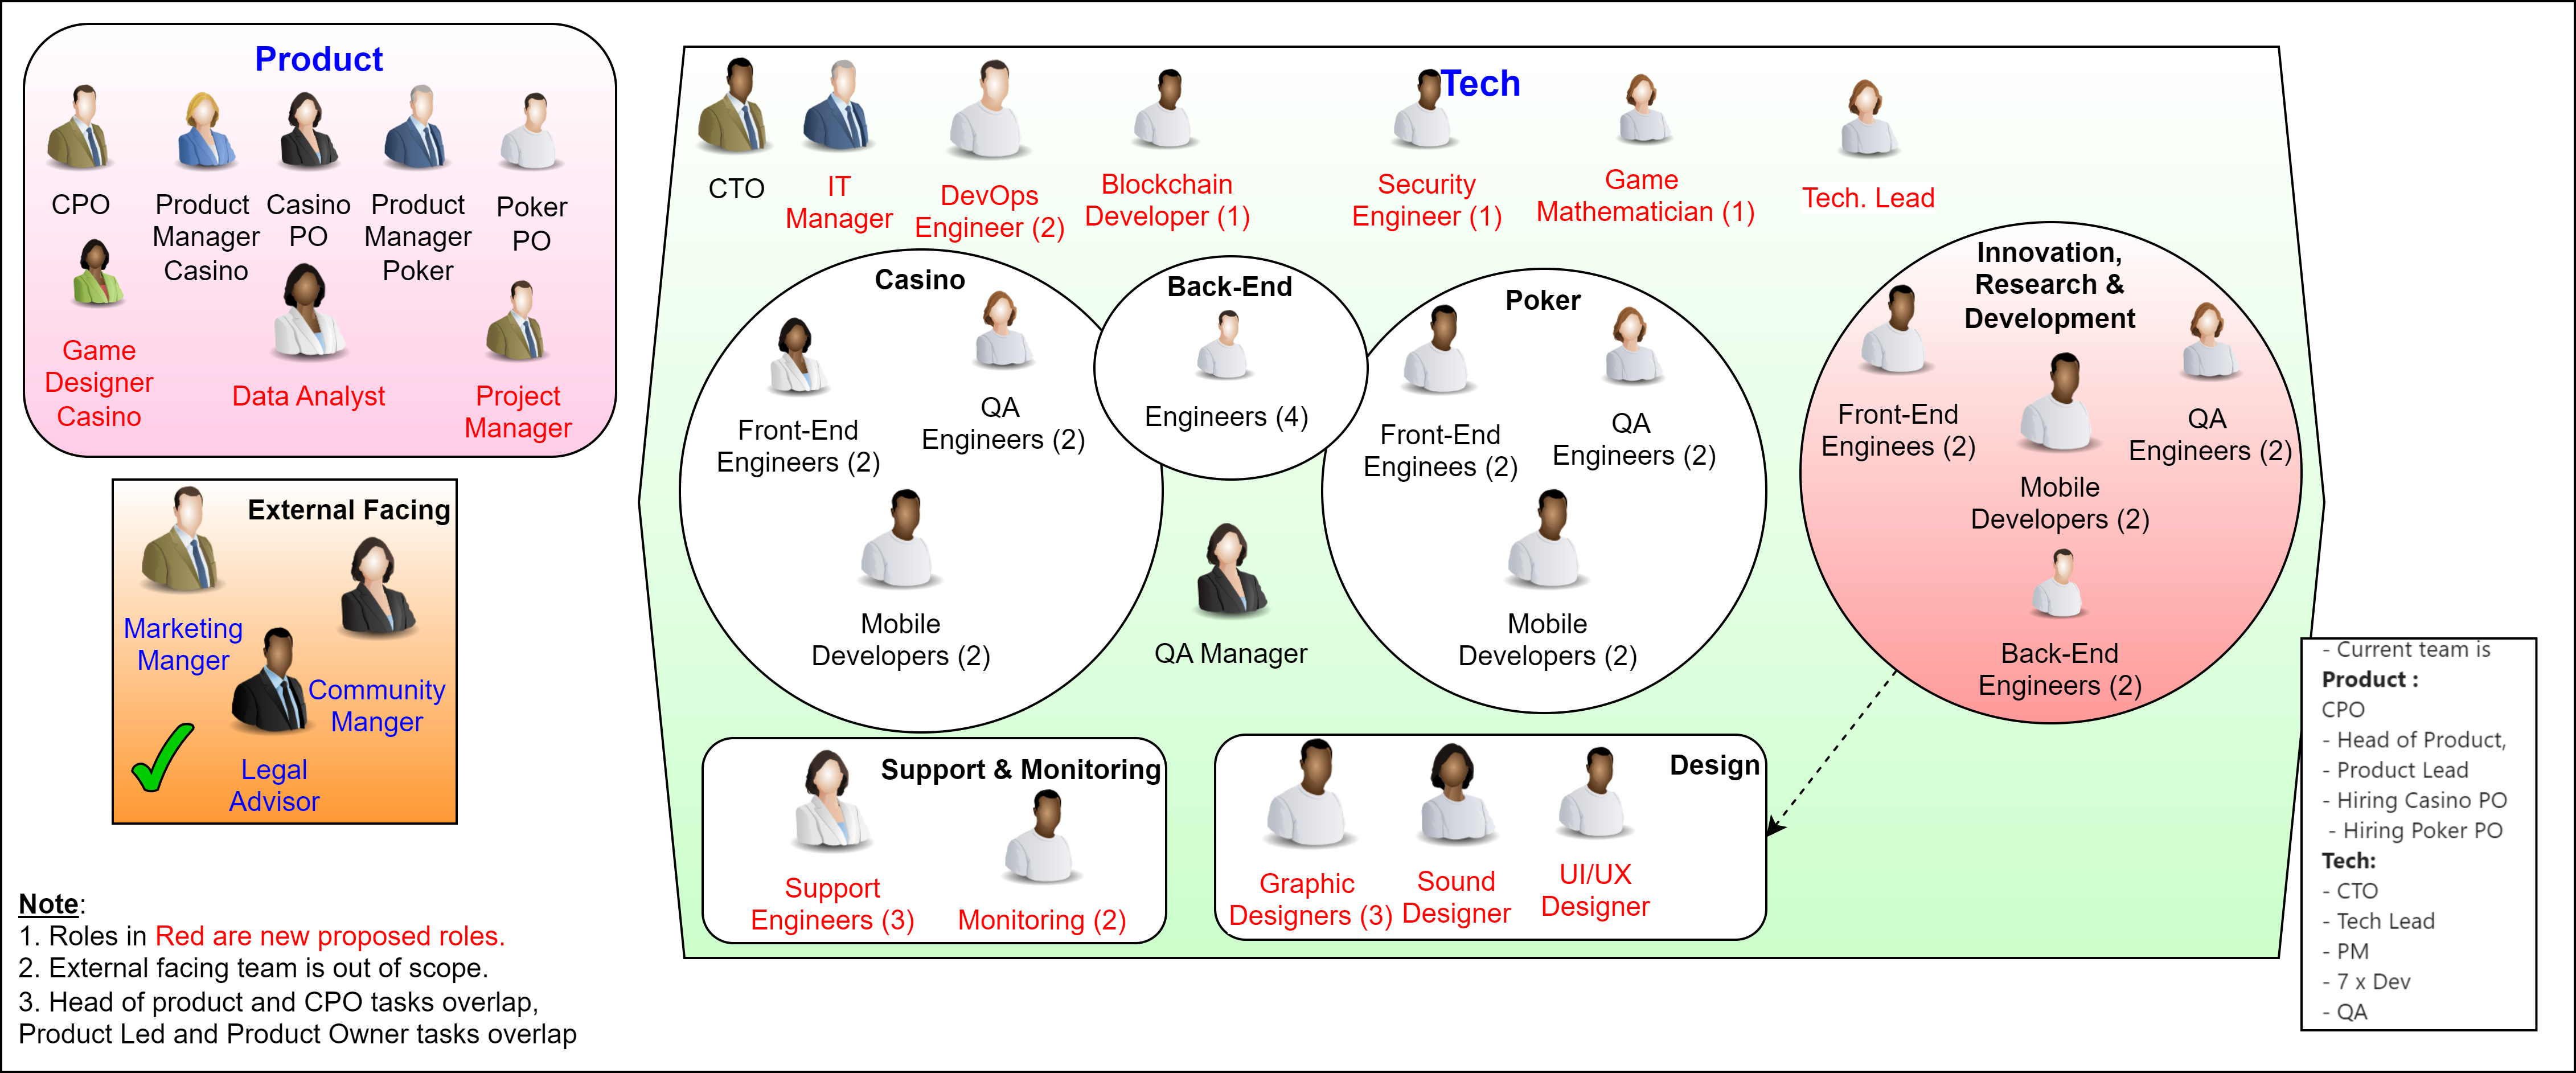 Product
CPO
Product
Manager
Casino
Casino
PO
Product
Manager
Poker
Poker
PO
Game
Designer
Casino
Data Analyst
Project
Manager
External Facing
Marketing
Manger
Community
Manger
Legal
Advisor
Note:
1. Roles in Red are new proposed roles.
2. External facing team is out of scope.
3. Head of product and CPO tasks overlap,
Product Led and Product Owner tasks overlap
Tech
CTO
IT
Manager
DevOps
Engineer (2)
Blockchain
Developer (1)
Security
Engineer (1)
Game
Mathematician (1)
Tech. Lead
Casino
Front-End
Engineers (2)
QA
Engineers (2)
Mobile
Developers (2)
Back-End
Engineers (4)
QA Manager
Poker
Front-End
Enginees (2)
QA
Engineers (2)
Mobile
Developers (2)
Innovation,
Research &
Development
Front-End
Enginees (2)
Mobile
Developers (2)
QA
Engineers (2)
Back-End
Engineers (2)
Support & Monitoring
Support
Engineers (3)
Monitoring (2)
Design
Graphic
Designers (3)
Sound
Designer
UI/UX
Designer
- Current team is
Product :
CPO
- Head of Product,
- Product Lead
- Hiring Casino PO
- Hiring Poker PO
Tech:
- CTO
- Tech Lead
- PM
- 7 x Dev
- QA